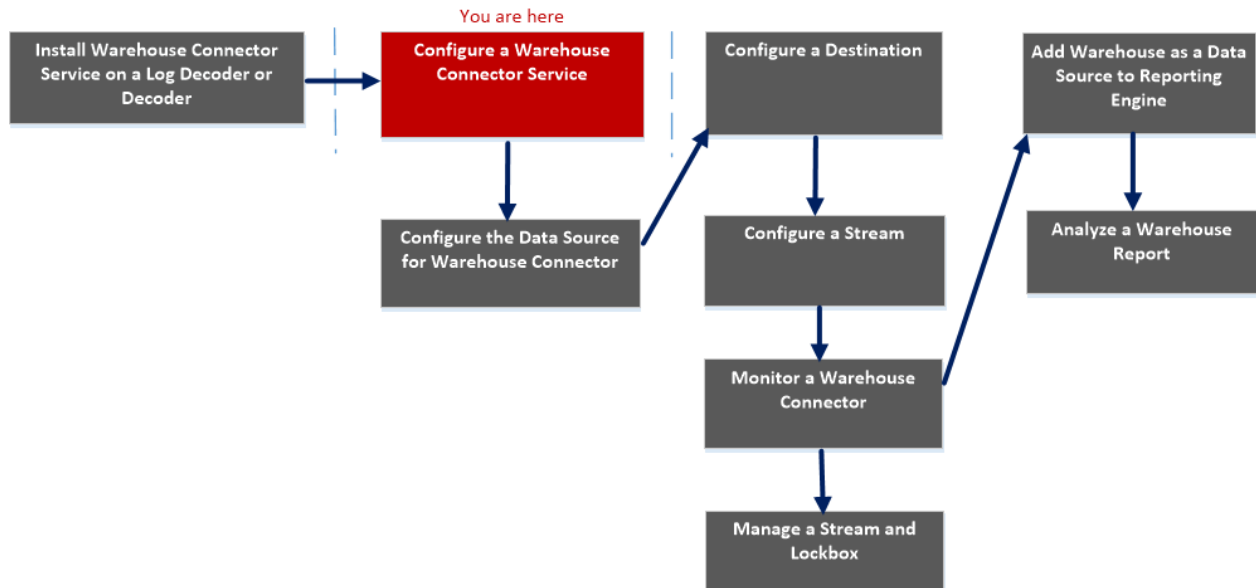 You are here
Install Warehouse Connector
Service on a Log Decoder or
Decoder
Configure a Warehouse
Connector Service
Configure the Data Source
for Warehouse Connector
Configure a Destination
Configure a Stream
Monitor a Warehouse
Connector
Manage a Stream and
Lockbox
Add Warehouse as a Data
Source to Reporting
Engine
Analyze a Warehouse
Report